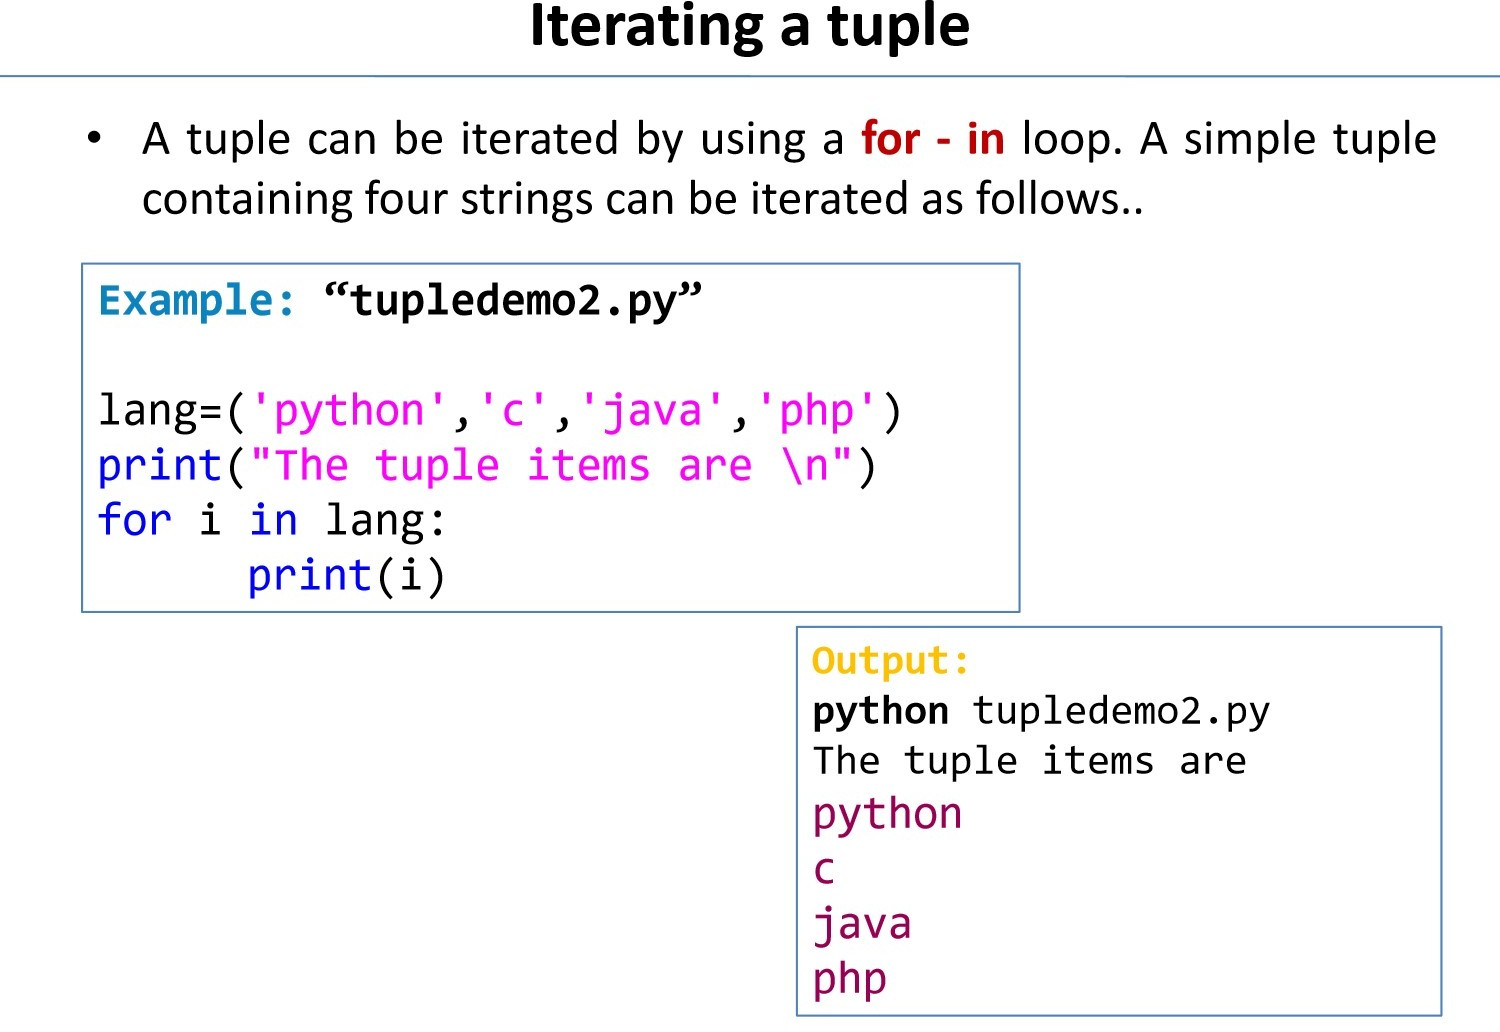 Iterating a tuple
• A tuple can be iterated by using a for - in loop. A simple tuple
containing four strings can be iterated as follows..
Example: “tupledemo2.py”
lang=('python','c','java','php')
print("The tuple items are \n")
for i in lang:
print(i)
Output:
python tupledemo2.py
The tuple items are
python
c
java
php